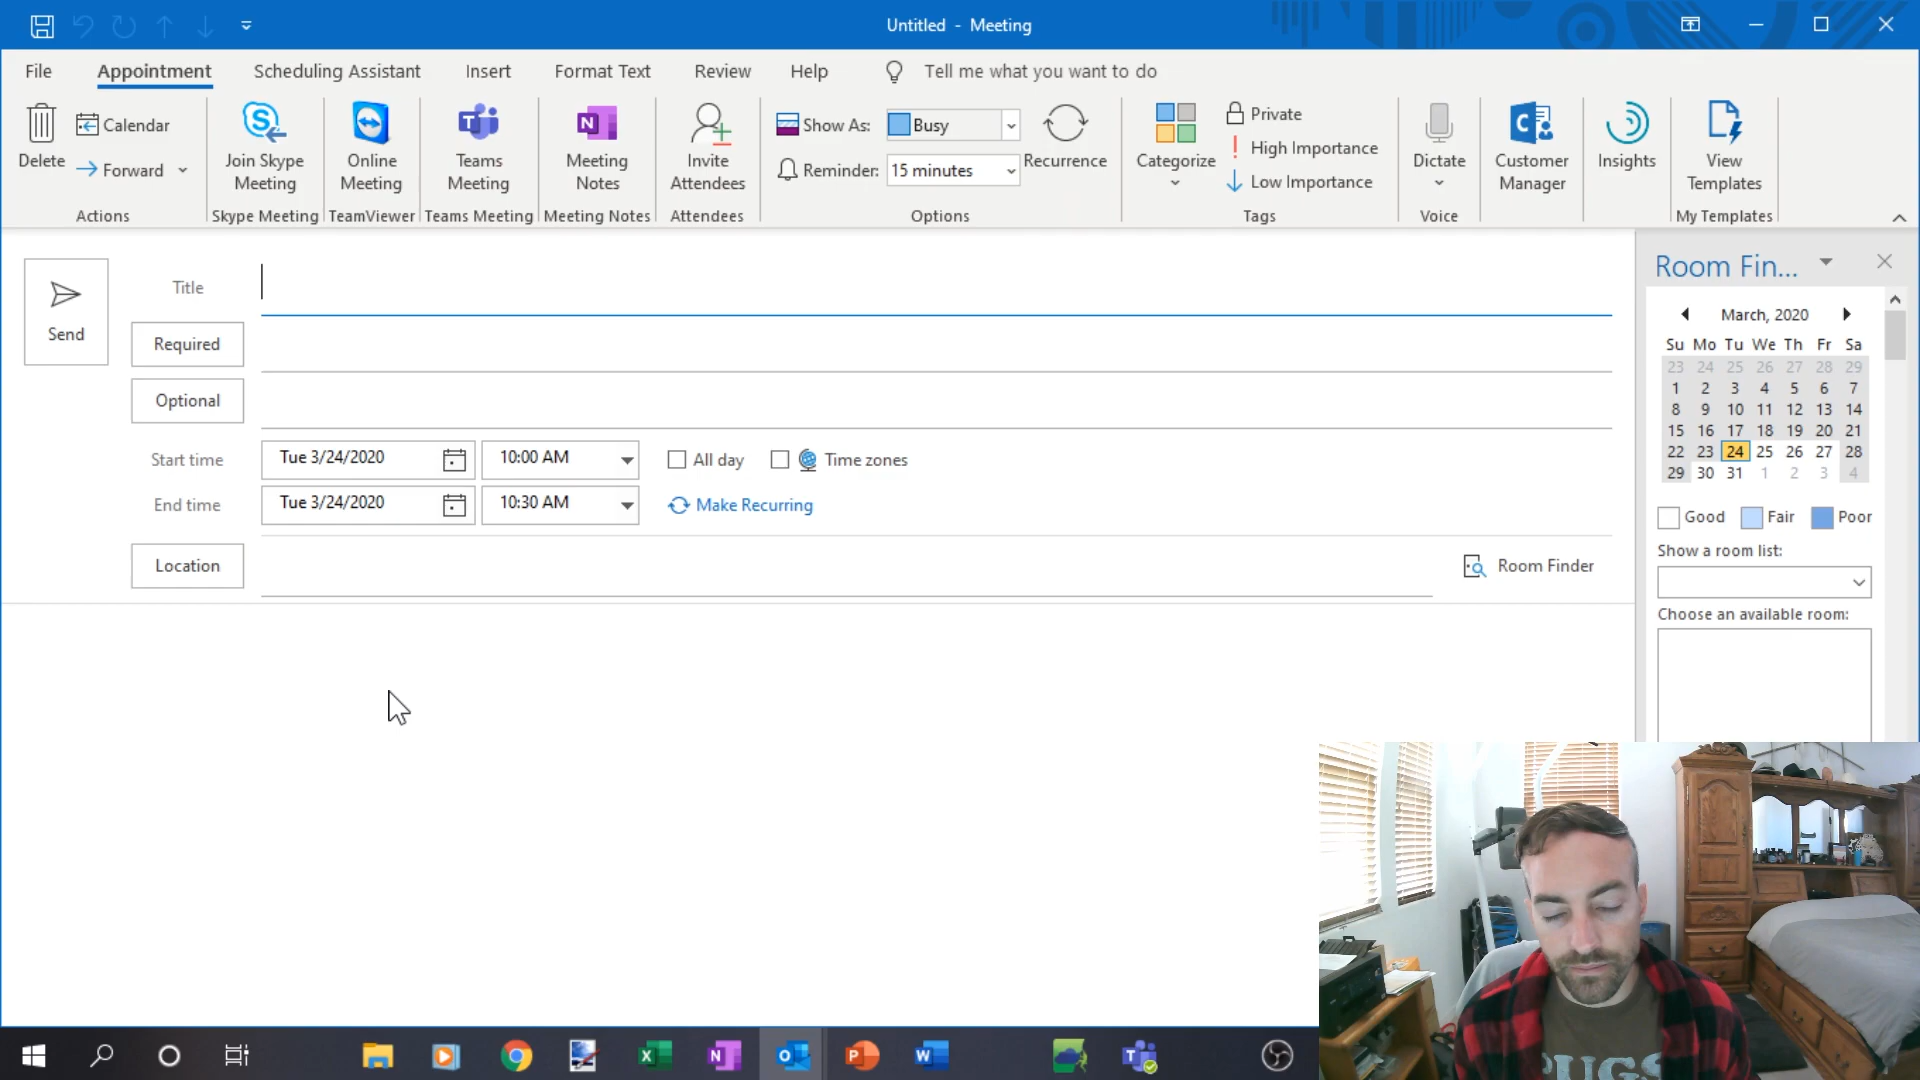 Untitled - Meeting
File Appointment Scheduling Assistant Insert Format Text Review Help Tell me what you want to do
Delete
Calendar
Forward
Actions
Join Skype
Meeting
Skype Meeting
Online
Meeting
TeamViewer
Teams
Meeting
Teams Meeting
Meeting
Notes
Meeting Notes
Invite
Attendees
Attendees
Show As: Busy
Reminder: 15 minutes
Recurrence
Options
Categorize
Private
High Importance
Low Importance
Tags
Dictate
Voice
Customer
Manager
Insights
View
Templates
My Templates
Send
Title
Required
Optional
Start time Tue 3/24/2020 10:00 AM All day Time zones
End time Tue 3/24/2020 10:30 AM Make Recurring
Location Room Finder
Room Fin...
March, 2020
Su Mo Tu We Th Fr Sa
23 24 25 26 27 28 29
1 2 3 4 5 6 7
8 9 10 11 12 13 14
15 16 17 18 19 20 21
22 23 24 25 26 27 28
29 30 31 1 2 3 4
Good Fair Poor
Show a room list:
Choose an available room:
PUGS